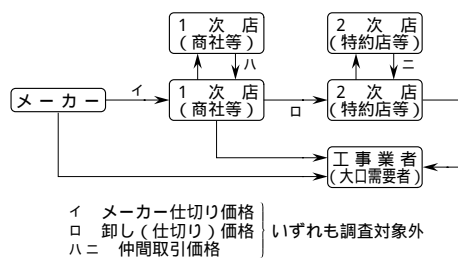 1次店
(商社等)
2次店
(特約店等)
イ
ハ
ニ
メーカー
1次店
(商社等)
ロ
2次店
(特約店等)
工事業者
(大口需要者)
イ メーカー仕切り価格
ロ 卸し(仕切り)価格
ハニ 仲間取引価格
いずれも調査対象外